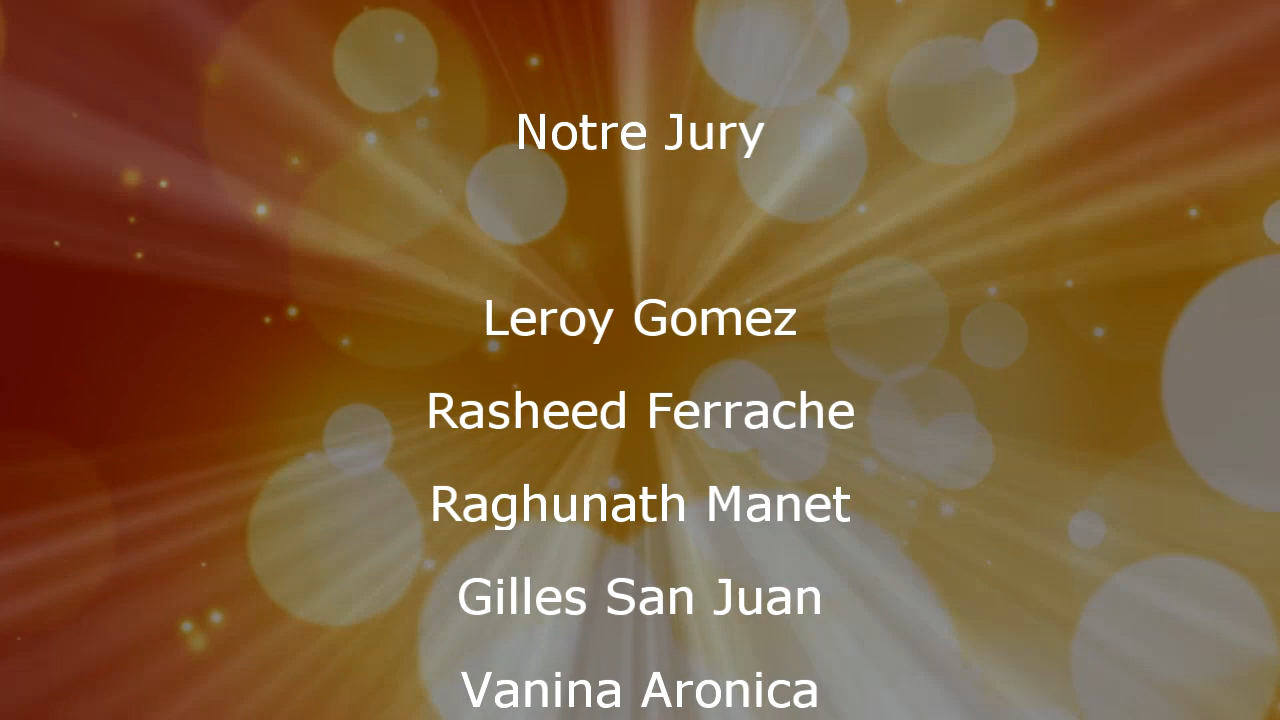 Notre Jury
Leroy Gomez
Rasheed Ferrache
Raghunath Manet
Gilles San Juan
Vanina Aronica